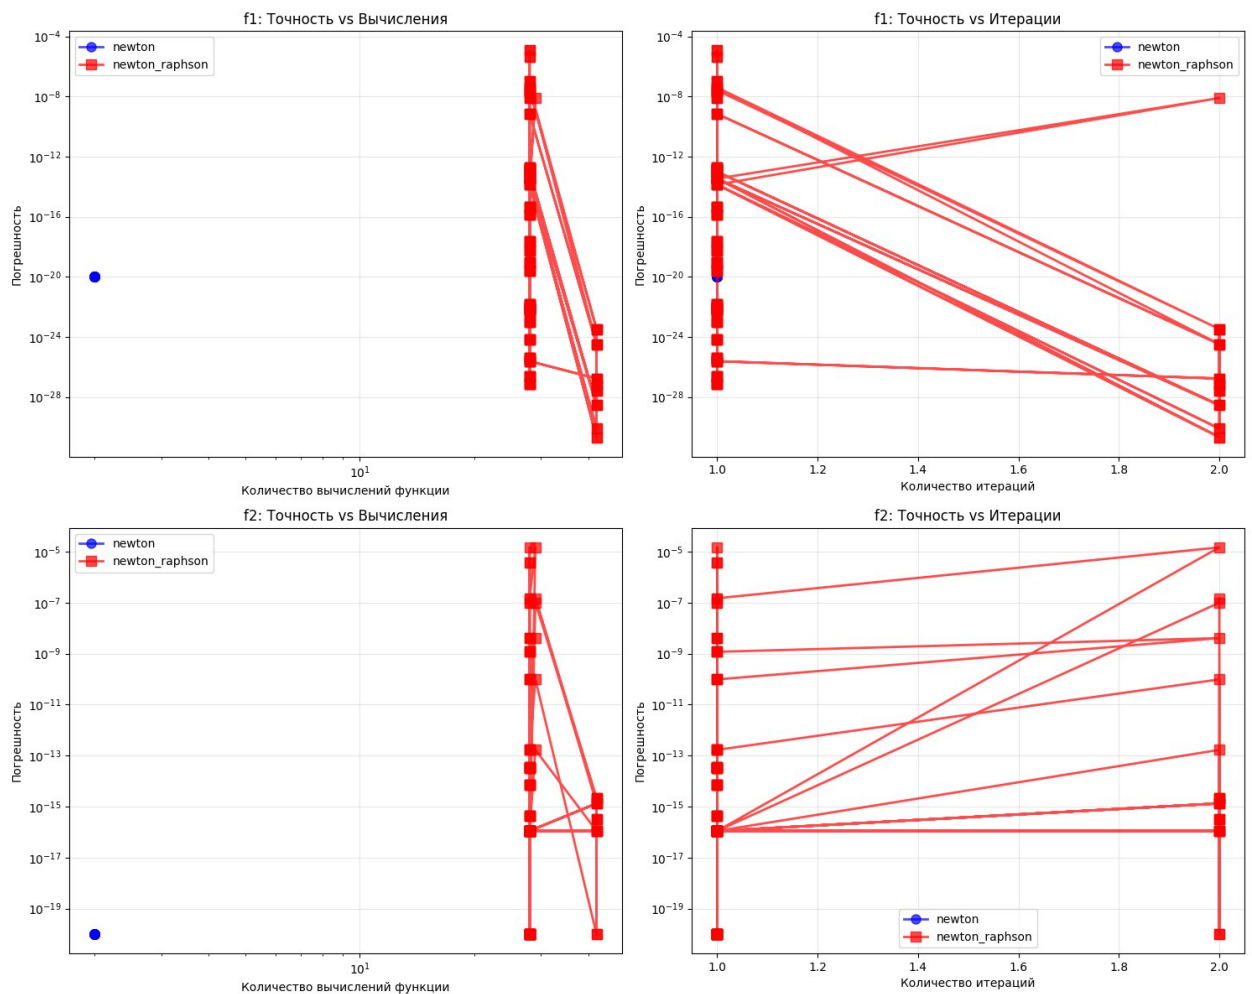 f1: Точность vs Вычисления
10⁻⁴
10⁻⁸
10⁻¹²
10⁻¹⁶
10⁻²⁰
10⁻²⁴
10⁻²⁸
Погрешность
newton
newton_raphson
10¹
Количество вычислений функции
f1: Точность vs Итерации
10⁻⁴
10⁻⁸
10⁻¹²
10⁻¹⁶
10⁻²⁰
10⁻²⁴
10⁻²⁸
Погрешность
newton
newton_raphson
1.0 1.2 1.4 1.6 1.8 2.0
Количество итераций
f2: Точность vs Вычисления
10⁻⁵
10⁻⁷
10⁻⁹
10⁻¹¹
10⁻¹³
10⁻¹⁵
10⁻¹⁷
10⁻¹⁹
Погрешность
newton
newton_raphson
10¹
Количество вычислений функции
f2: Точность vs Итерации
10⁻⁵
10⁻⁷
10⁻⁹
10⁻¹¹
10⁻¹³
10⁻¹⁵
10⁻¹⁷
10⁻¹⁹
Погрешность
newton
newton_raphson
1.0 1.2 1.4 1.6 1.8 2.0
Количество итераций